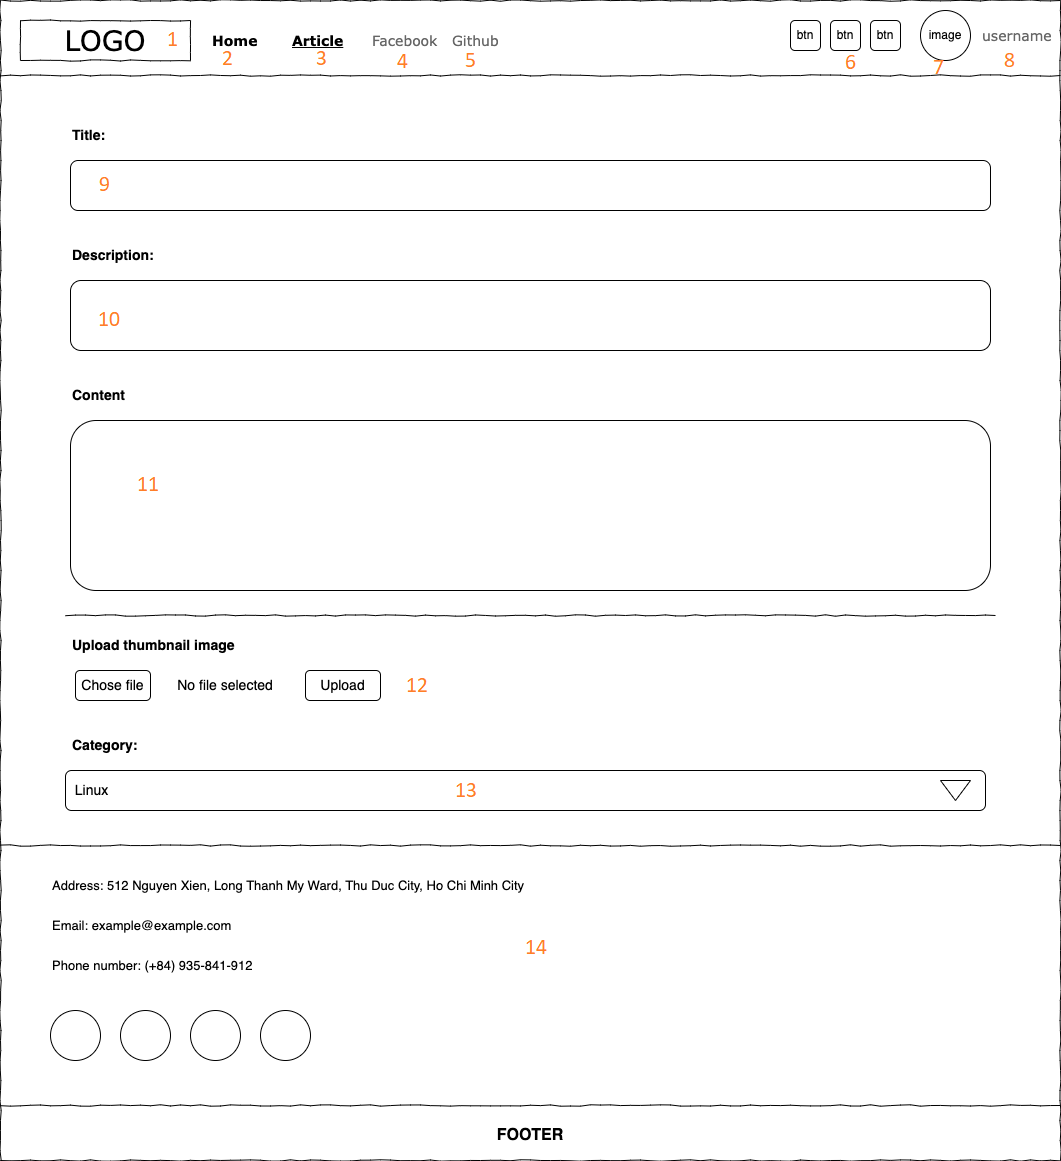 LOGO 1 Home Article Facebook Github btn btn btn image username
2 3 4 5 6 7 8
Title:
9
Description:
10
Content
11
Upload thumbnail image
Chose file No file selected Upload 12
Category:
Linux 13
Address: 512 Nguyen Xien, Long Thanh My Ward, Thu Duc City, Ho Chi Minh City
Email: example@example.com
14
Phone number: (+84) 935-841-912
FOOTER